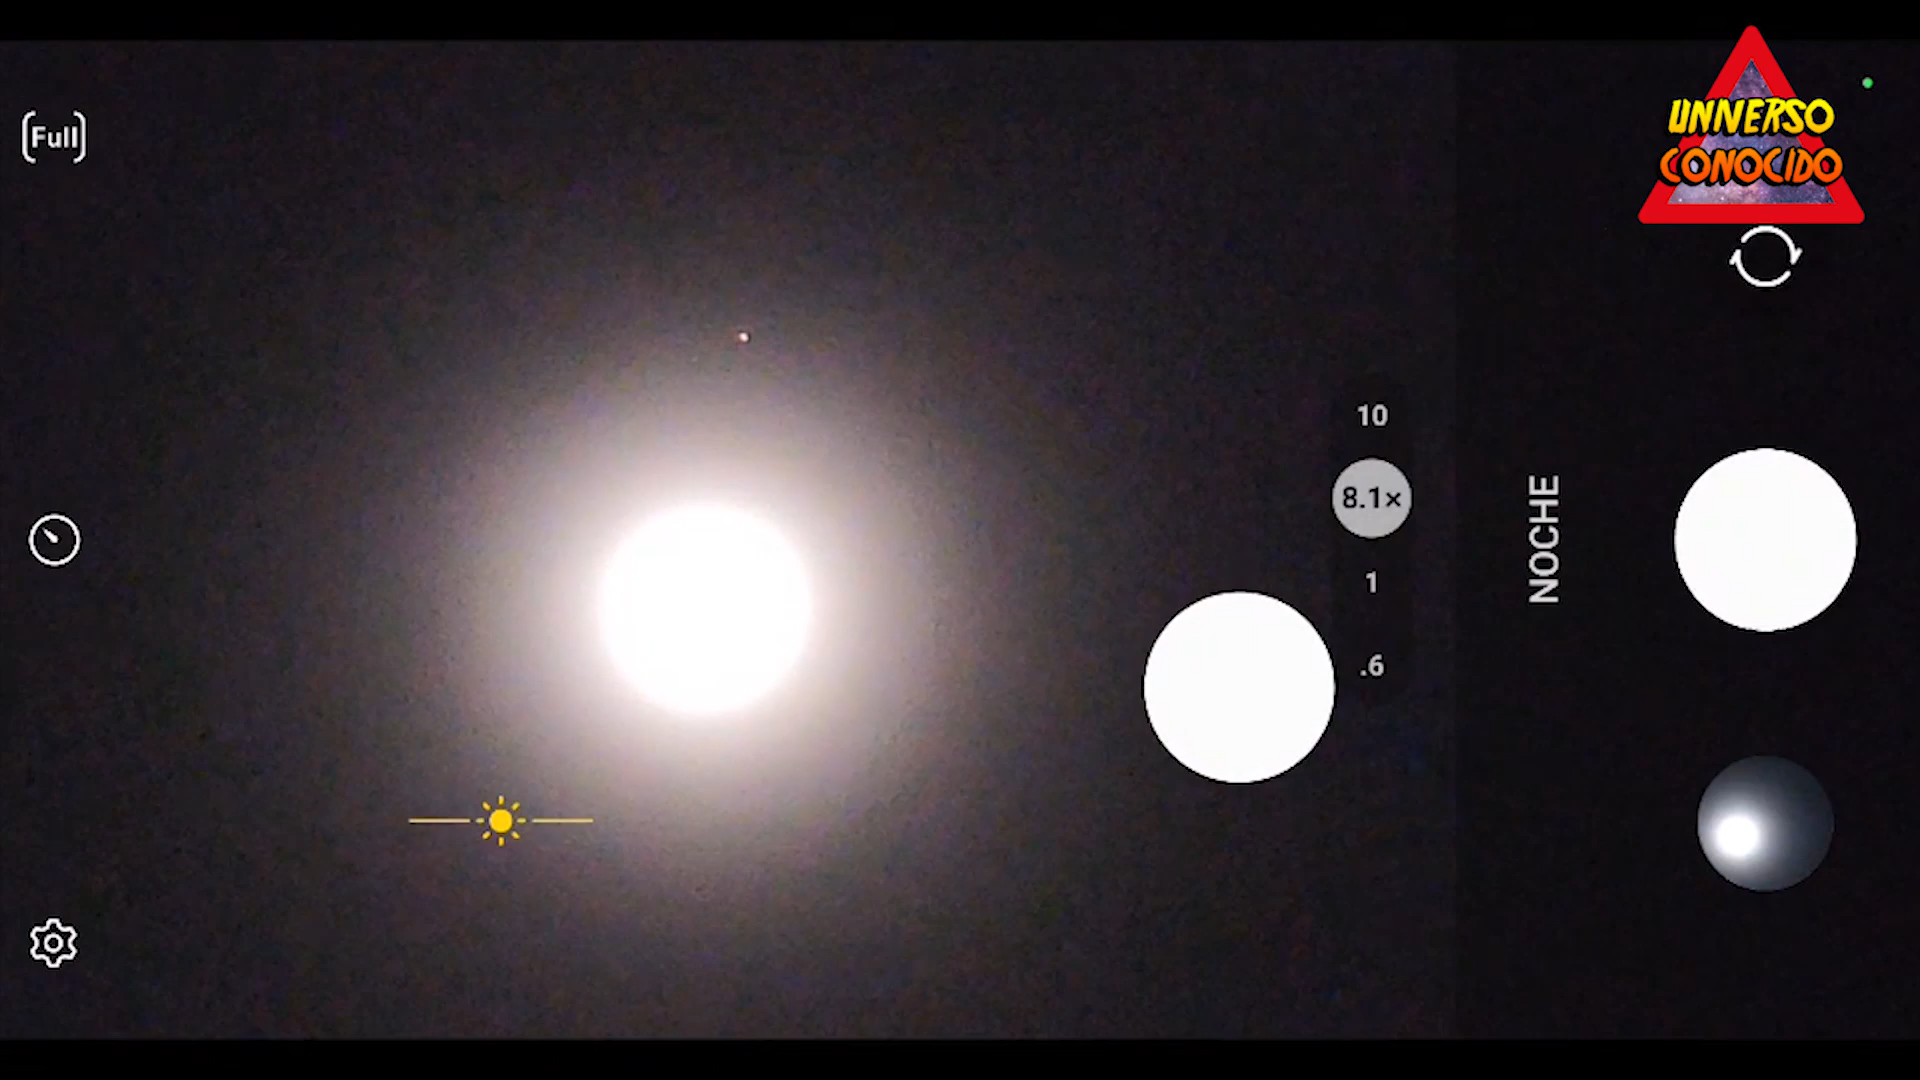 [Full]
UNIVERSO
CONOCIDO
10
8.1×
1
.6
NOCHE